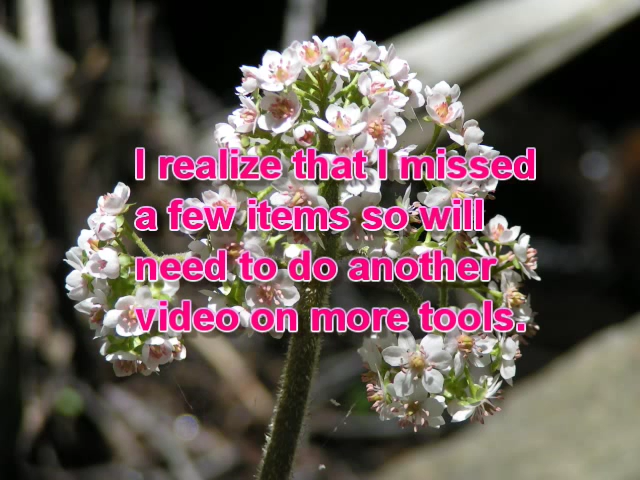 I realize that I missed
a few items so will
need to do another
video on more tools.